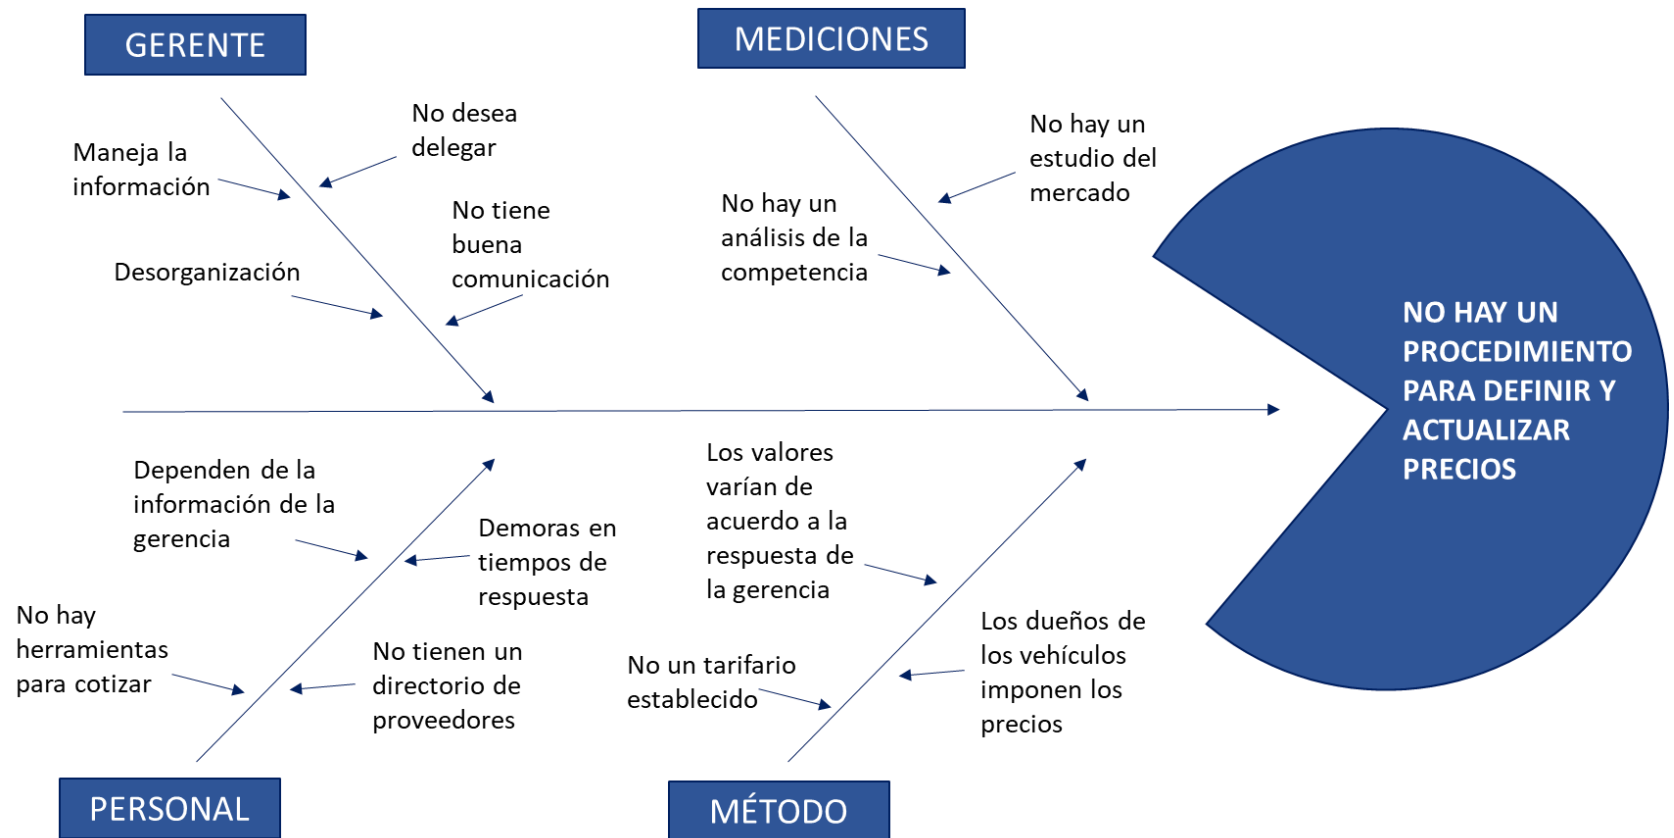 GERENTE
MEDICIONES
No desea
delegar
Maneja la
información
No tiene
buena
comunicación
Desorganización
No hay un
estudio del
mercado
No hay un
análisis de la
competencia
NO HAY UN
PROCEDIMIENTO
PARA DEFINIR Y
ACTUALIZAR
PRECIOS
Dependen de la
información de la
gerencia
Demoras en
tiempos de
respuesta
No hay
herramientas
para cotizar
No tienen un
directorio de
proveedores
Los valores
varían de
acuerdo a la
respuesta de
la gerencia
Los dueños de
los vehículos
imponen los
precios
No un tarifario
establecido
PERSONAL
MÉTODO